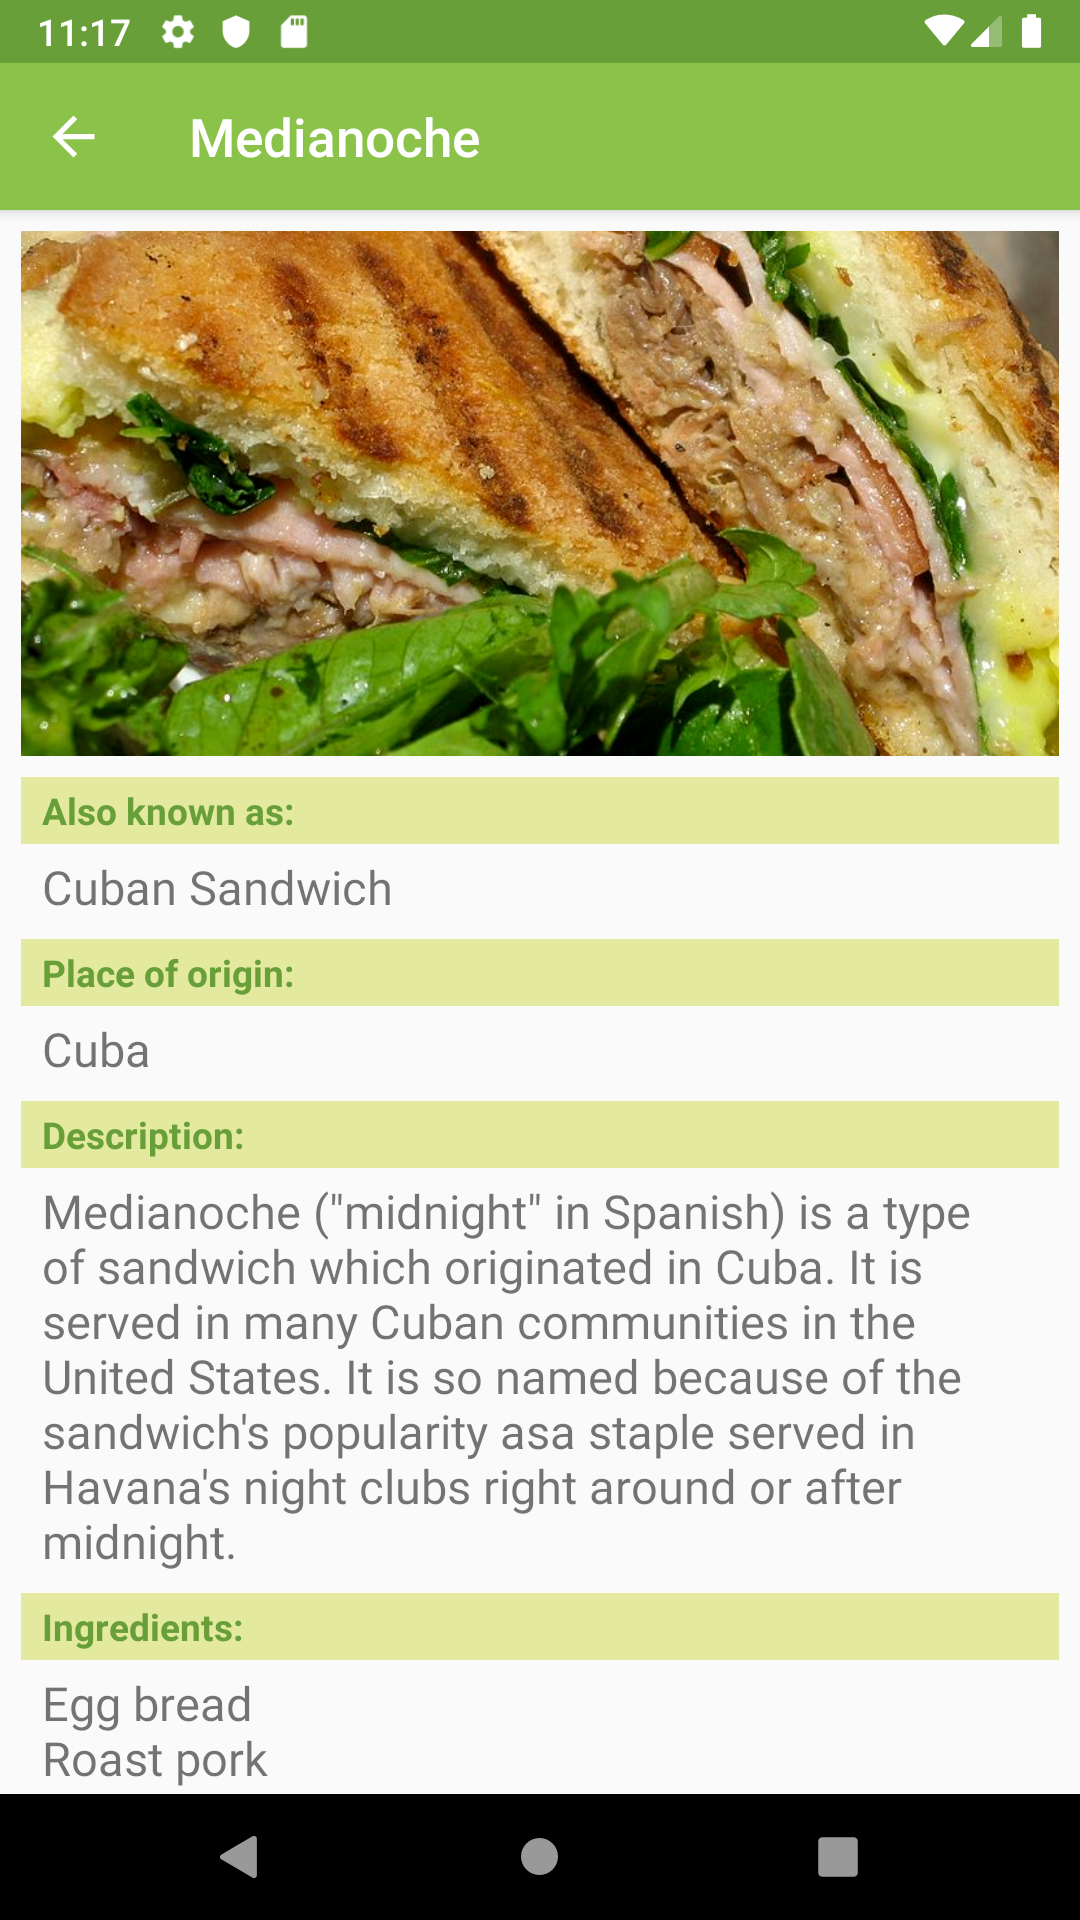 11:17
Medianoche
Also known as:
Cuban Sandwich
Place of origin:
Cuba
Description:
Medianoche ("midnight" in Spanish) is a type
of sandwich which originated in Cuba. It is
served in many Cuban communities in the
United States. It is so named because of the
sandwich's popularity asa staple served in
Havana's night clubs right around or after
midnight.
Ingredients:
Egg bread
Roast pork